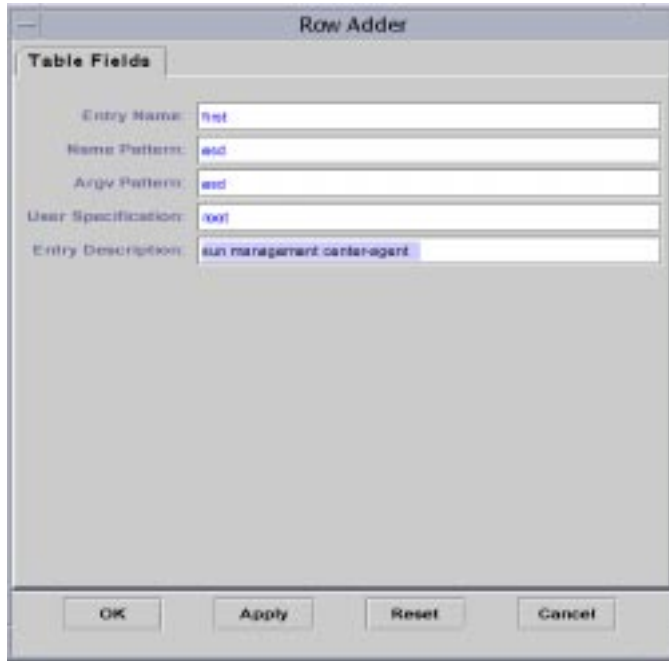 Row Adder
Table Fields
Entry Name: first
Name Pattern: esd
Argv Pattern: esd
User Specification: root
Entry Description: sun management center-agent
OK Apply Reset Cancel